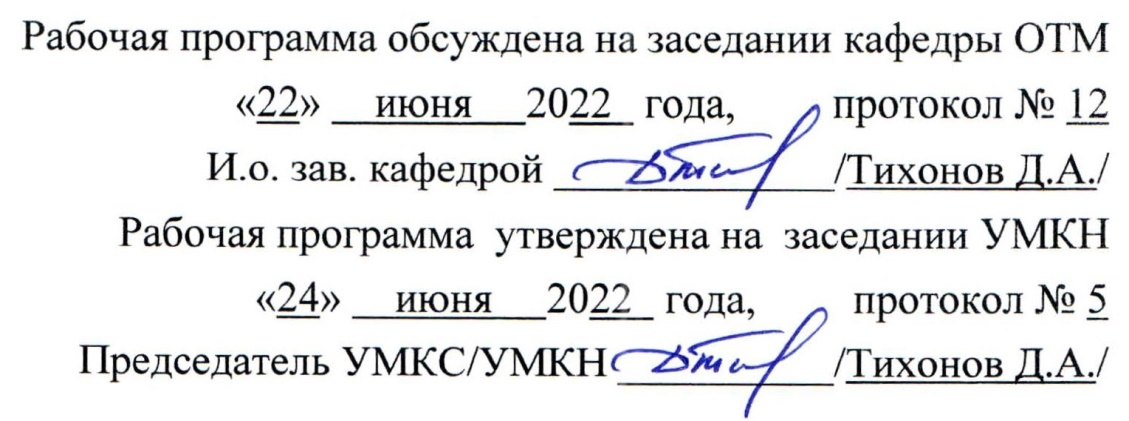 Рабочая программа обсуждена на заседании кафедры ОТМ
«22» июня 2022 года, протокол № 12
И.о. зав. кафедрой /Тихонов Д.А./
Рабочая программа утверждена на заседании УМКН
«24» июня 2022 года, протокол № 5
Председатель УМКС/УМКН /Тихонов Д.А./